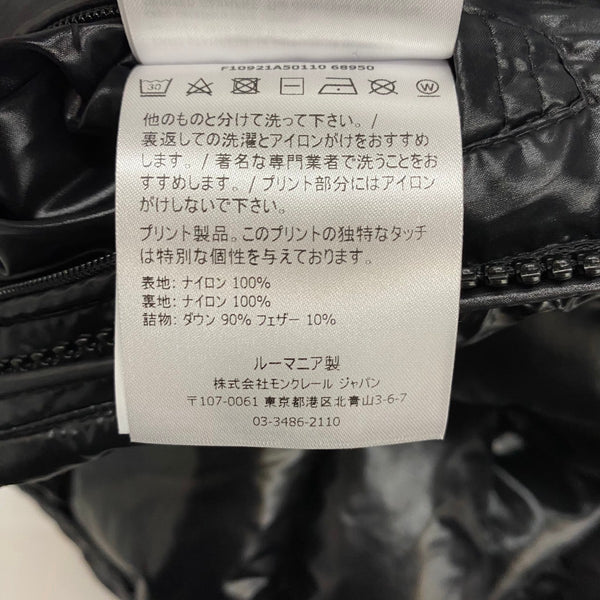 F10921A50110 68950
30
W
他のものと分けて洗って下さい。/
裏返しての洗濯とアイロンがけをおすすめ
します。/ 著名な専門業者で洗うことをお
すすめします。/ プリント部分にはアイロン
がけしないで下さい。
プリント製品。このプリントの独特なタッチ
は特別な個性を与えております。
表地: ナイロン 100%
裏地: ナイロン 100%
詰物: ダウン 90% フェザー 10%
ルーマニア製
株式会社モンクレール ジャパン
〒107-0061 東京都港区北青山3-6-7
03-3486-2110